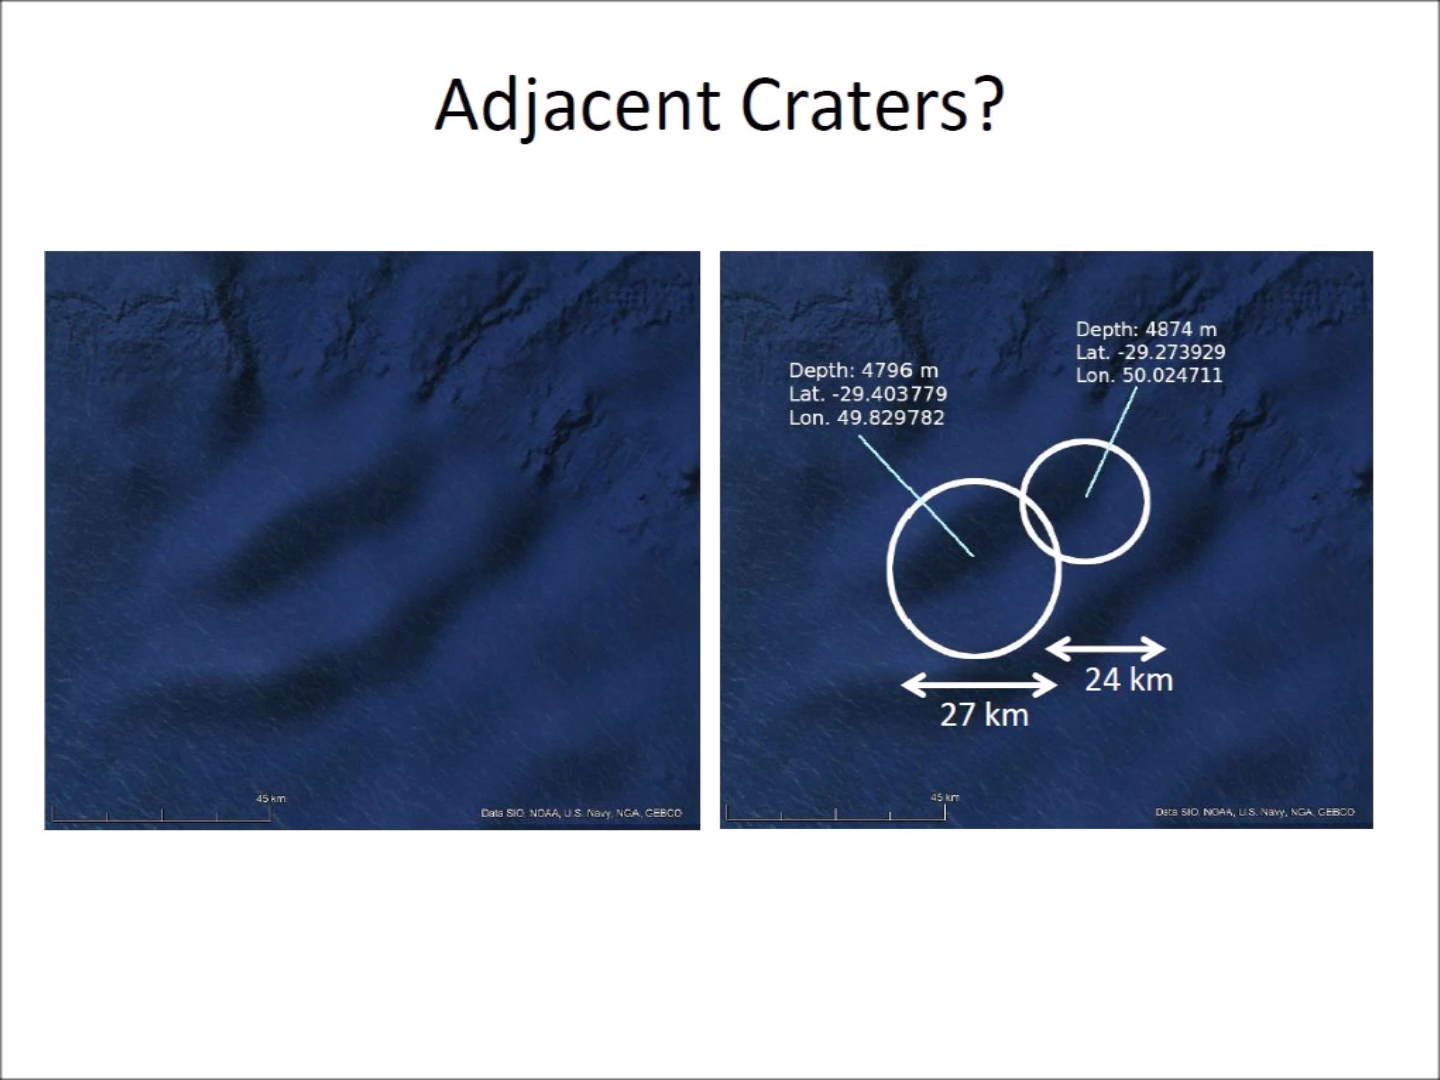 Adjacent Craters?
45 km
Data SIO, NOAA, U.S. Navy, NGA, GEBCO
Depth: 4796 m
Lat. -29.403779
Lon. 49.829782
Depth: 4874 m
Lat. -29.273929
Lon. 50.024711
24 km
27 km
45 km
Data SIO, NOAA, U.S. Navy, NGA, GEBCO